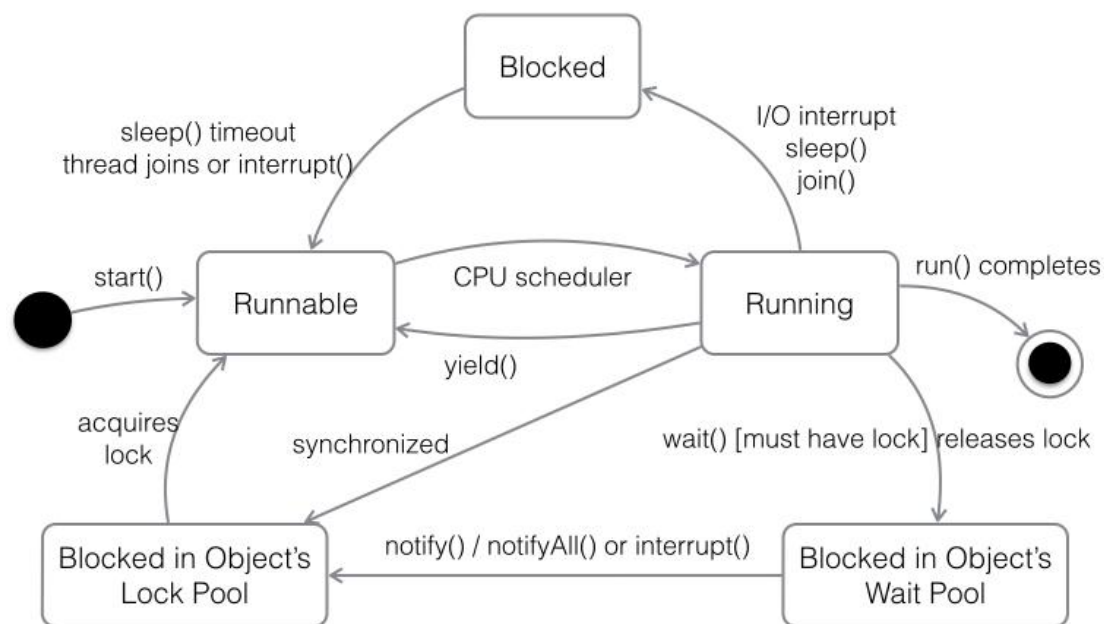 Blocked
sleep() timeout
thread joins or interrupt()
I/O interrupt
sleep()
join()
start()
Runnable
CPU scheduler
Running
run() completes
yield()
acquires
lock
synchronized
wait() [must have lock] releases lock
Blocked in Object's
Lock Pool
notify() / notifyAll() or interrupt()
Blocked in Object's
Wait Pool